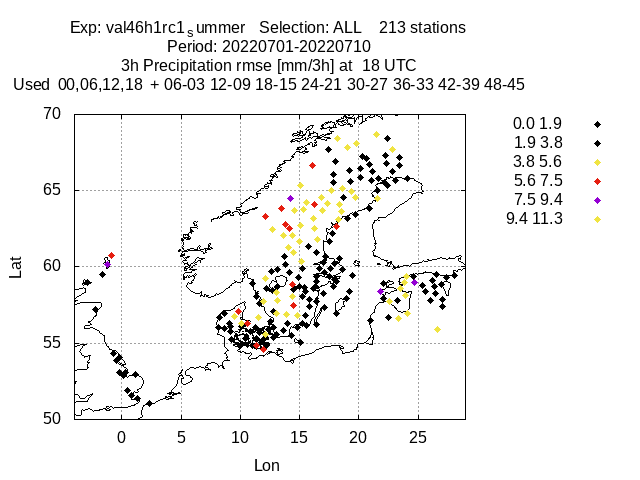 Exp: val46h1rc1summer   Selection: ALL    213 stations
Period: 20220701-20220710
3h Precipitation rmse [mm/3h] at  18 UTC
Used  00,06,12,18  + 06-03 12-09 18-15 24-21 30-27 36-33 42-39 48-45
70
65
60
55
50
Lat
0
5
10
15
20
25
Lon
0.0 1.9
1.9 3.8
3.8 5.6
5.6 7.5
7.5 9.4
9.4 11.3